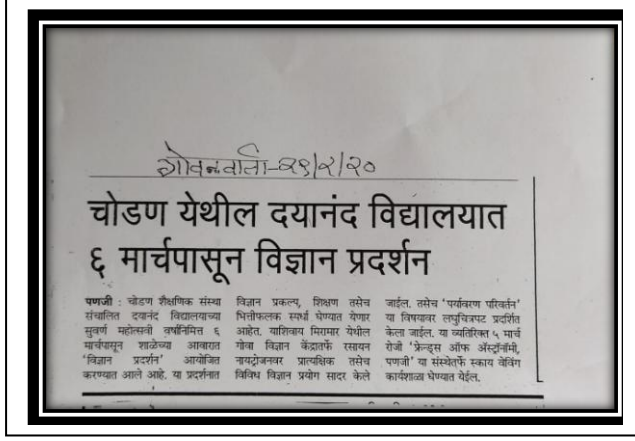 गोवन वार्ता-२९/२/२०
चोडण येथील दयानंद विद्यालयात
६ मार्चपासून विज्ञान प्रदर्शन
पणजी : चोडण शैक्षणिक संस्था
संचालित दयानंद विद्यालयाच्या
सुवर्ण महोत्सवी वर्षानिमित्त ६
मार्चपासून शाळेच्या आवारात
'विज्ञान प्रदर्शन' आयोजित
करण्यात आले आहे. या प्रदर्शनात
विज्ञान प्रकल्प, शिक्षण तसेच
भित्तीफलक स्पर्धा घेण्यात येणार
आहेत. याशिवाय मिरामार येथील
गोवा विज्ञान केंद्रातर्फे रसायन
नायट्रोजनवर प्रात्यक्षिक तसेच
विविध विज्ञान प्रयोग सादर केले
जाईल. तसेच 'पर्यावरण परिवर्तन'
या विषयावर लघुचित्रपट प्रदर्शित
केला जाईल. या व्यतिरिक्त ५ मार्च
रोजी 'फ्रेन्ड्स ऑफ अॅस्ट्रॉनॉमी,
पणजी' या संस्थेतर्फे स्काय वॅचिंग
कार्यशाळा घेण्यात येईल.